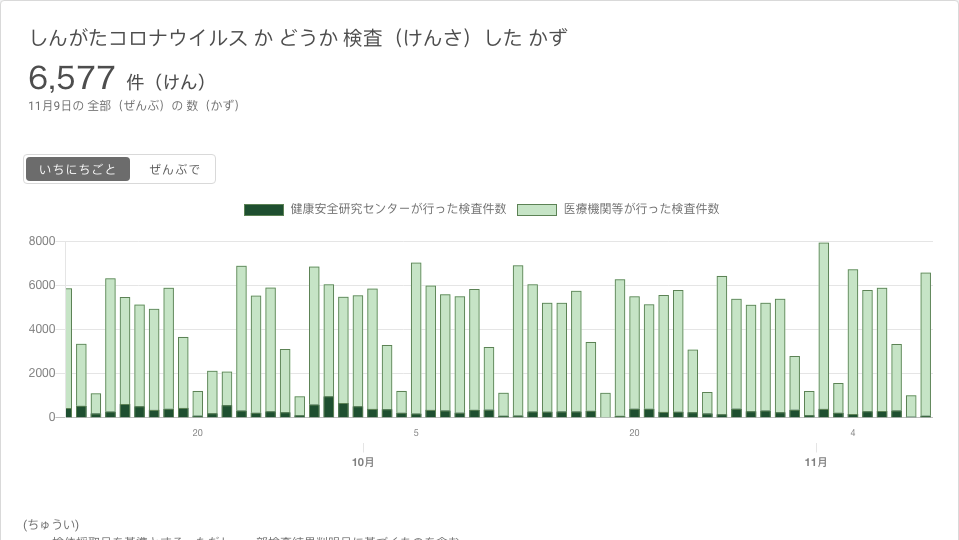 しんがたコロナウイルス か どうか 検査（けんさ）した かず
6,577 件（けん）
11月9日の 全部（ぜんぶ）の 数（かず）
いちにちごと ぜんぶで
健康安全研究センターが行った検査件数 医療機関等が行った検査件数
8000
6000
4000
2000
0
20 5 20 4
10月 11月
(ちゅうい)